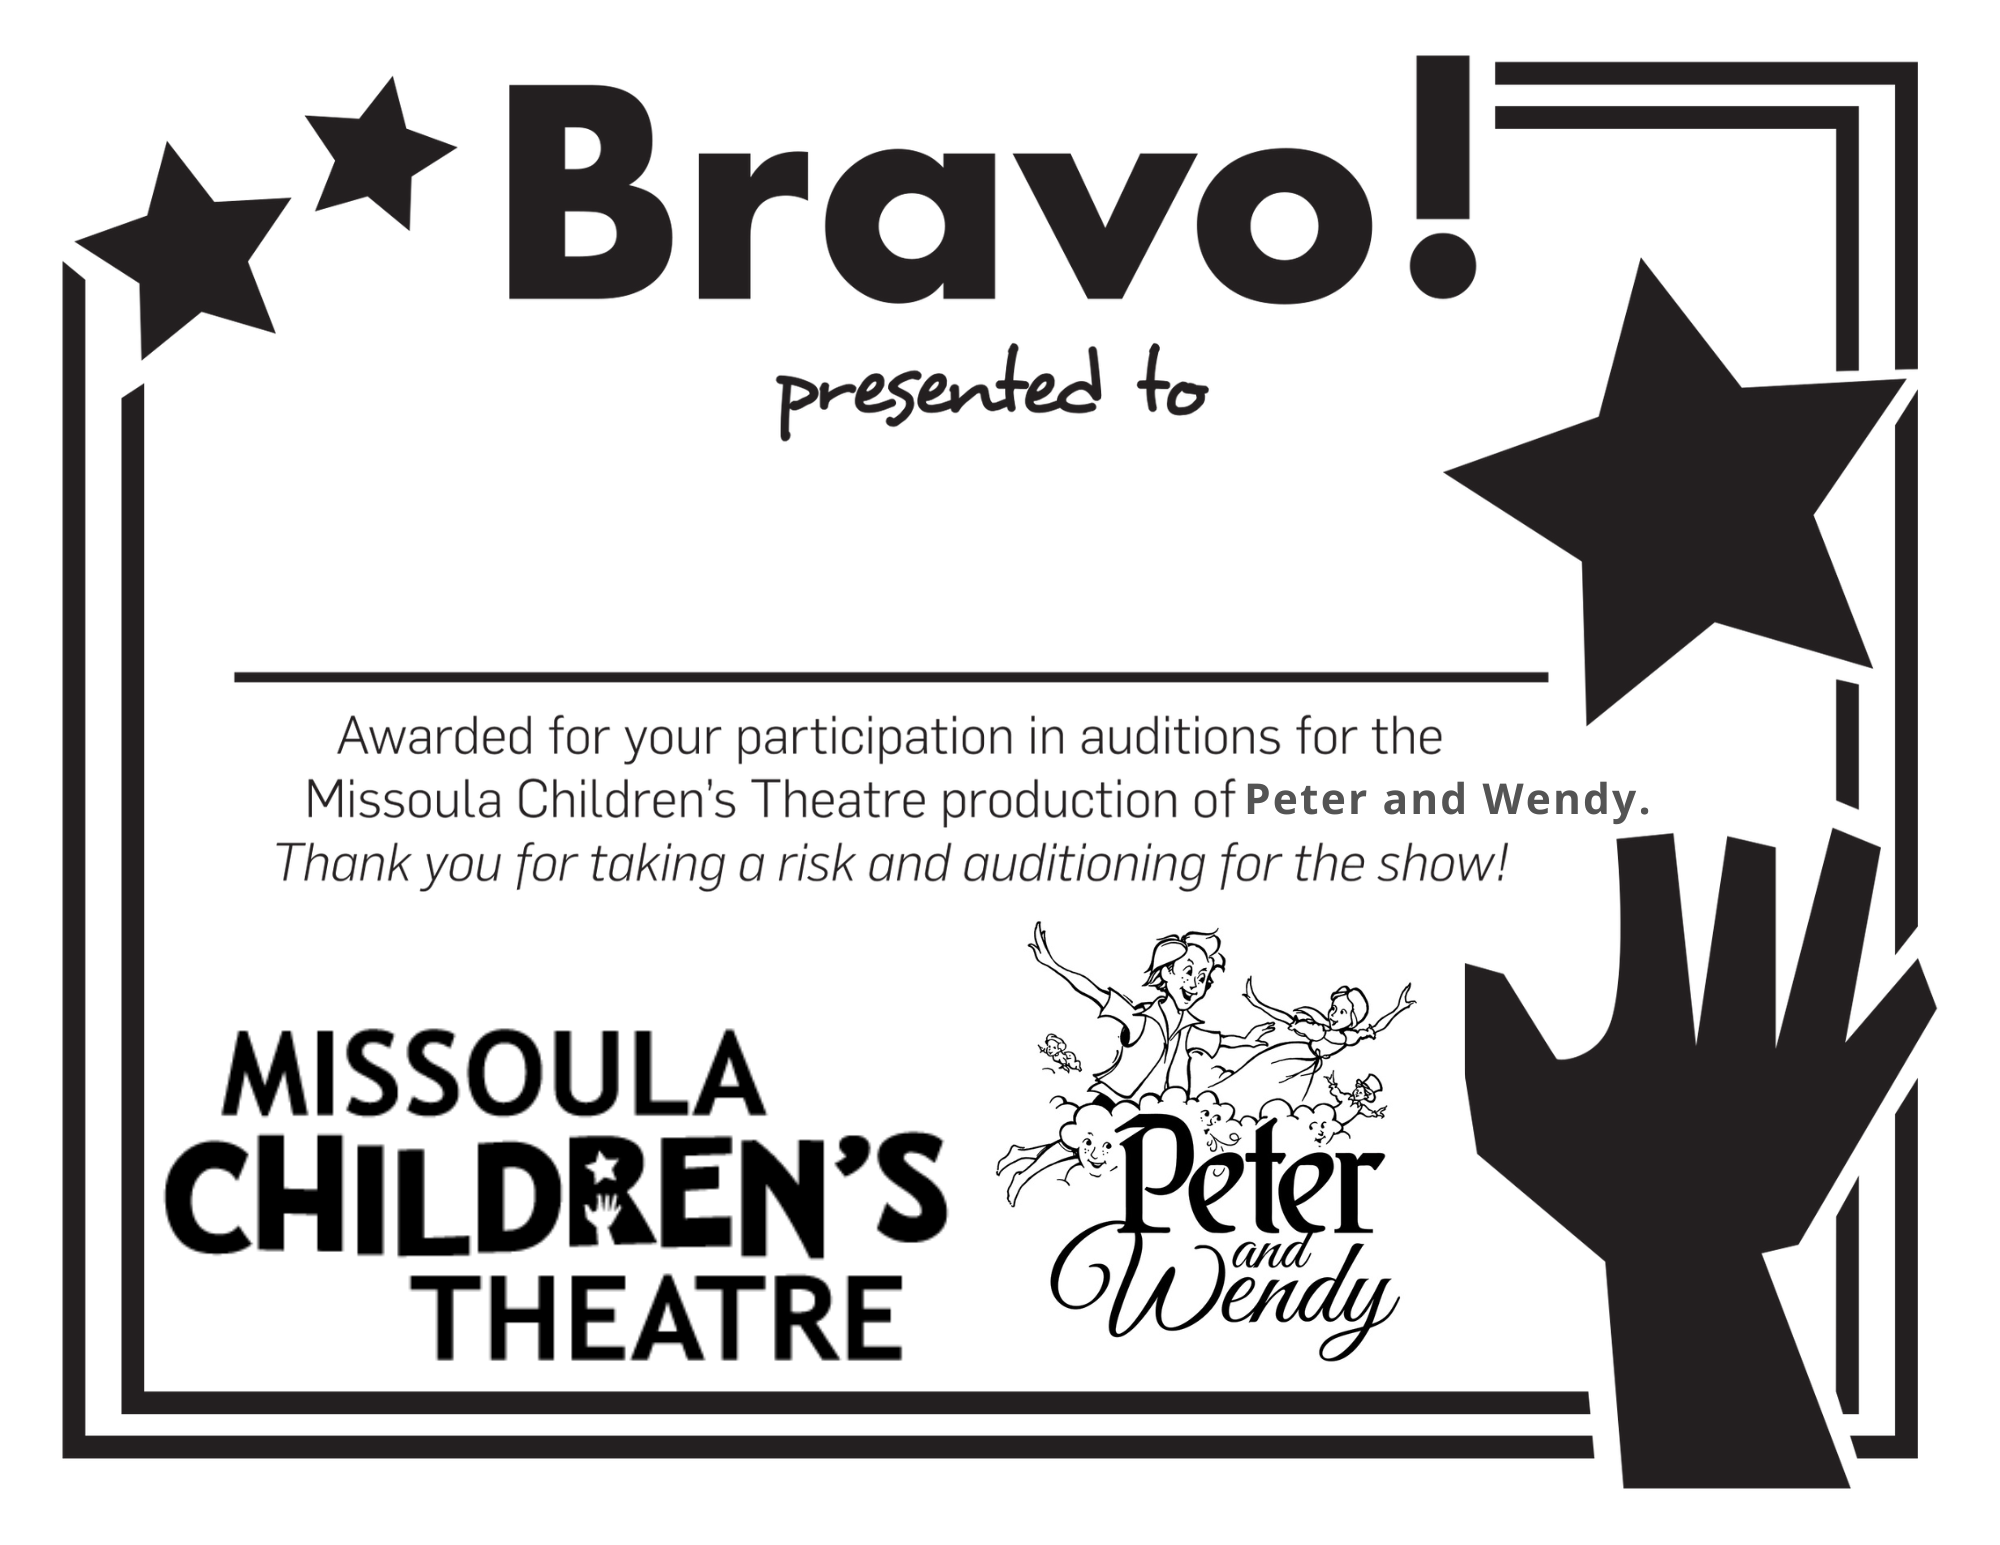 Bravo!
presented to
Awarded for your participation in auditions for the
Missoula Children's Theatre production of Peter and Wendy.
Thank you for taking a risk and auditioning for the show!
MISSOULA
CHILDREN'S
THEATRE
Peter
and
Wendy